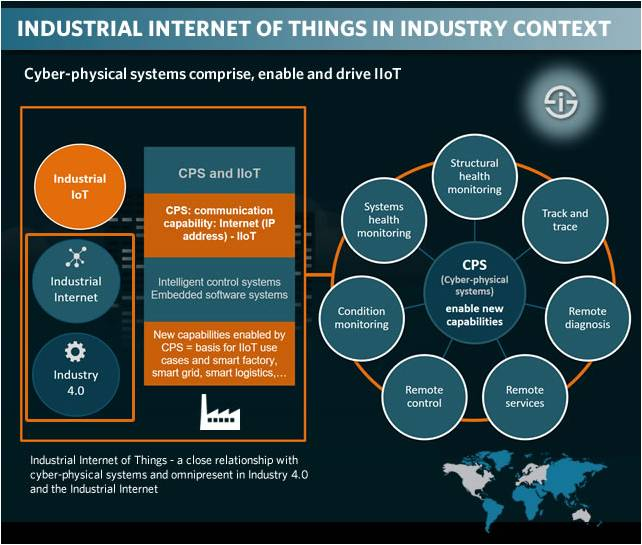 INDUSTRIAL INTERNET OF THINGS IN INDUSTRY CONTEXT
Cyber-physical systems comprise, enable and drive IIoT
Industrial
IoT
Industrial
Internet
Industry
4.0
CPS and IIoT
CPS: communication
capability: Internet (IP
address) - IIoT
Intelligent control systems
Embedded software systems
New capabilities enabled by
CPS = basis for IIoT use
cases and smart factory,
smart grid, smart logistics,...
Structural
health
monitoring
Systems
health
monitoring
Track and
trace
CPS
(Cyber-physical
systems)
enable new
capabilities
Condition
monitoring
Remote
diagnosis
Remote
control
Remote
services
Industrial Internet of Things - a close relationship with
cyber-physical systems and omnipresent in Industry 4.0
and the Industrial Internet